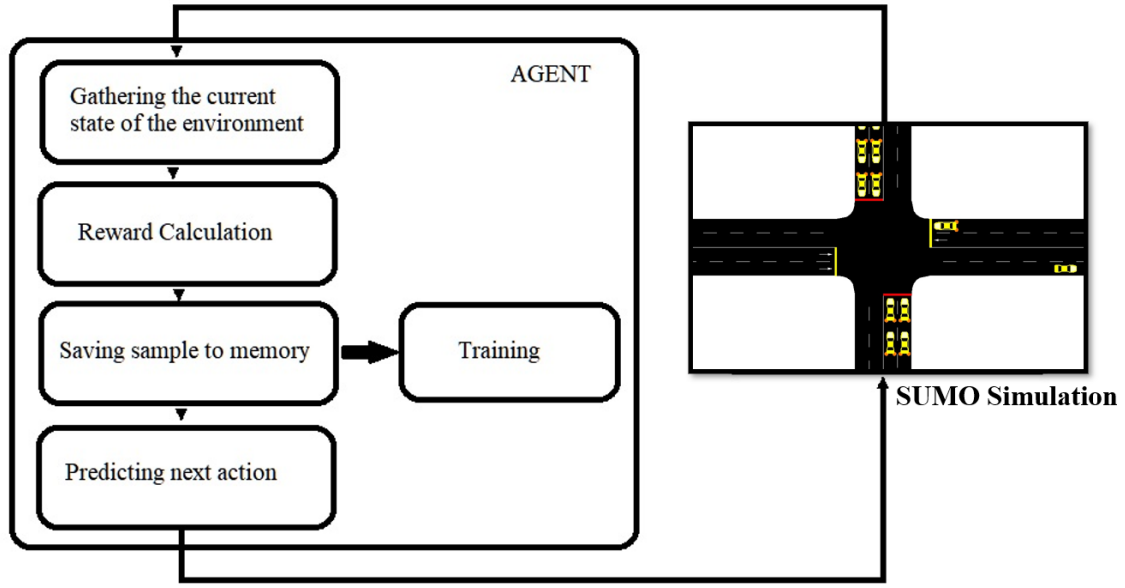 AGENT
Gathering the current
state of the environment
Reward Calculation
Saving sample to memory
Training
Predicting next action
SUMO Simulation